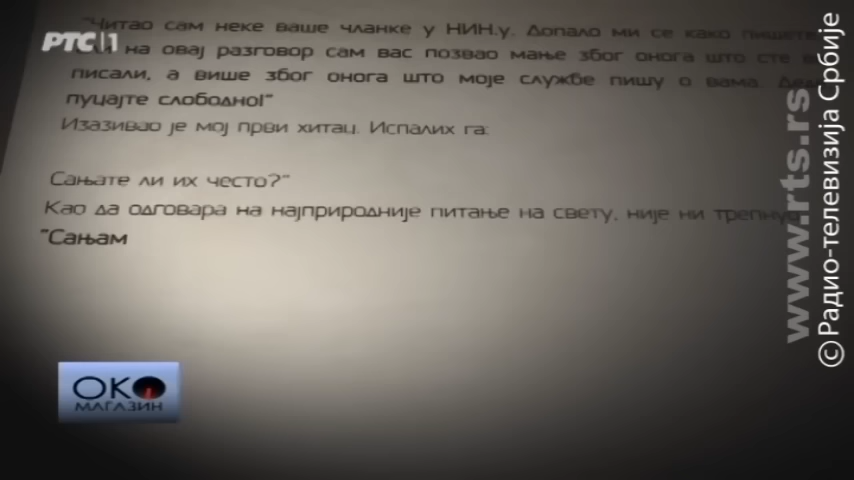 "Читао сам неке ваше чланке у НИН.у. Допало ми се како пишете
на овај разговор сам вас позвао мање због онога што сте
писали, а више због онога што моје службе пишу о вама.
пуцајте слободно!"
Изазивао је мој први хитац. Испалих га:
Сањате ли их често?"
Као да одговара на најприродније питање на свету, није ни трепнуо
"Сањам
РТС 1
ОКО
МАГАЗИН
www.rts.rs
© Радио-телевизија Србије